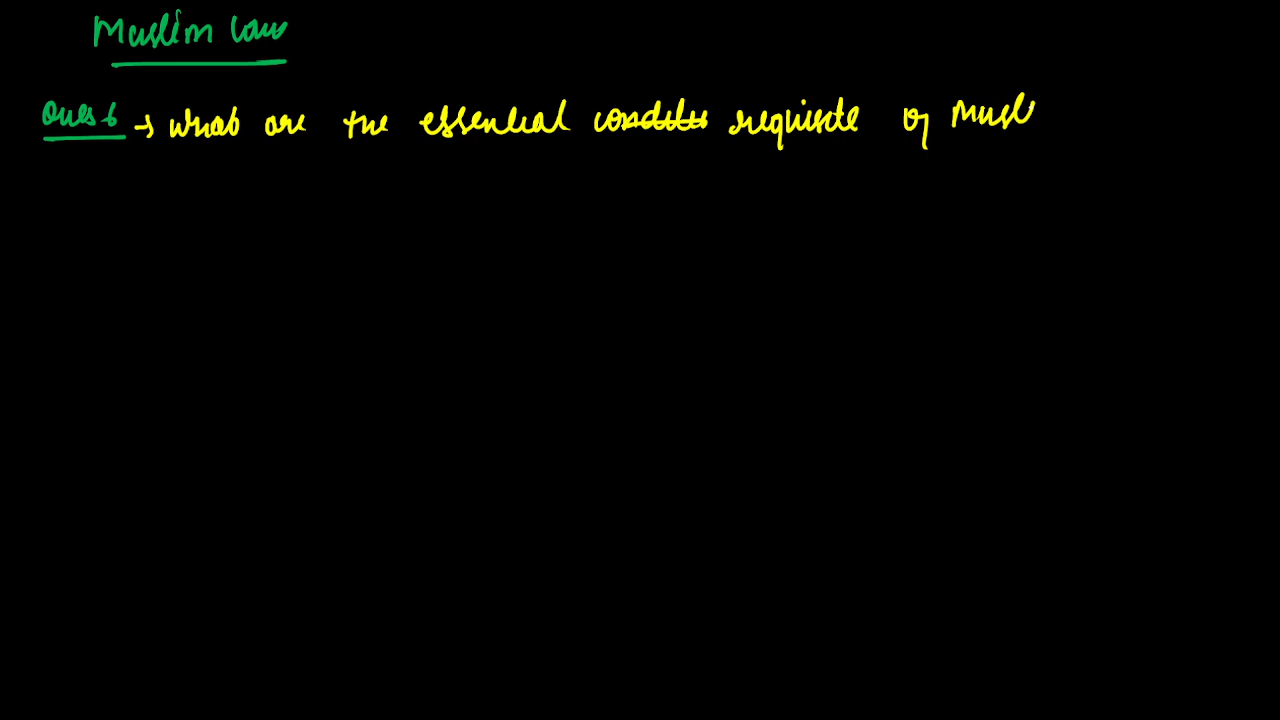 Muslim Law
Ques 6 → What are the essential requisite of Musl